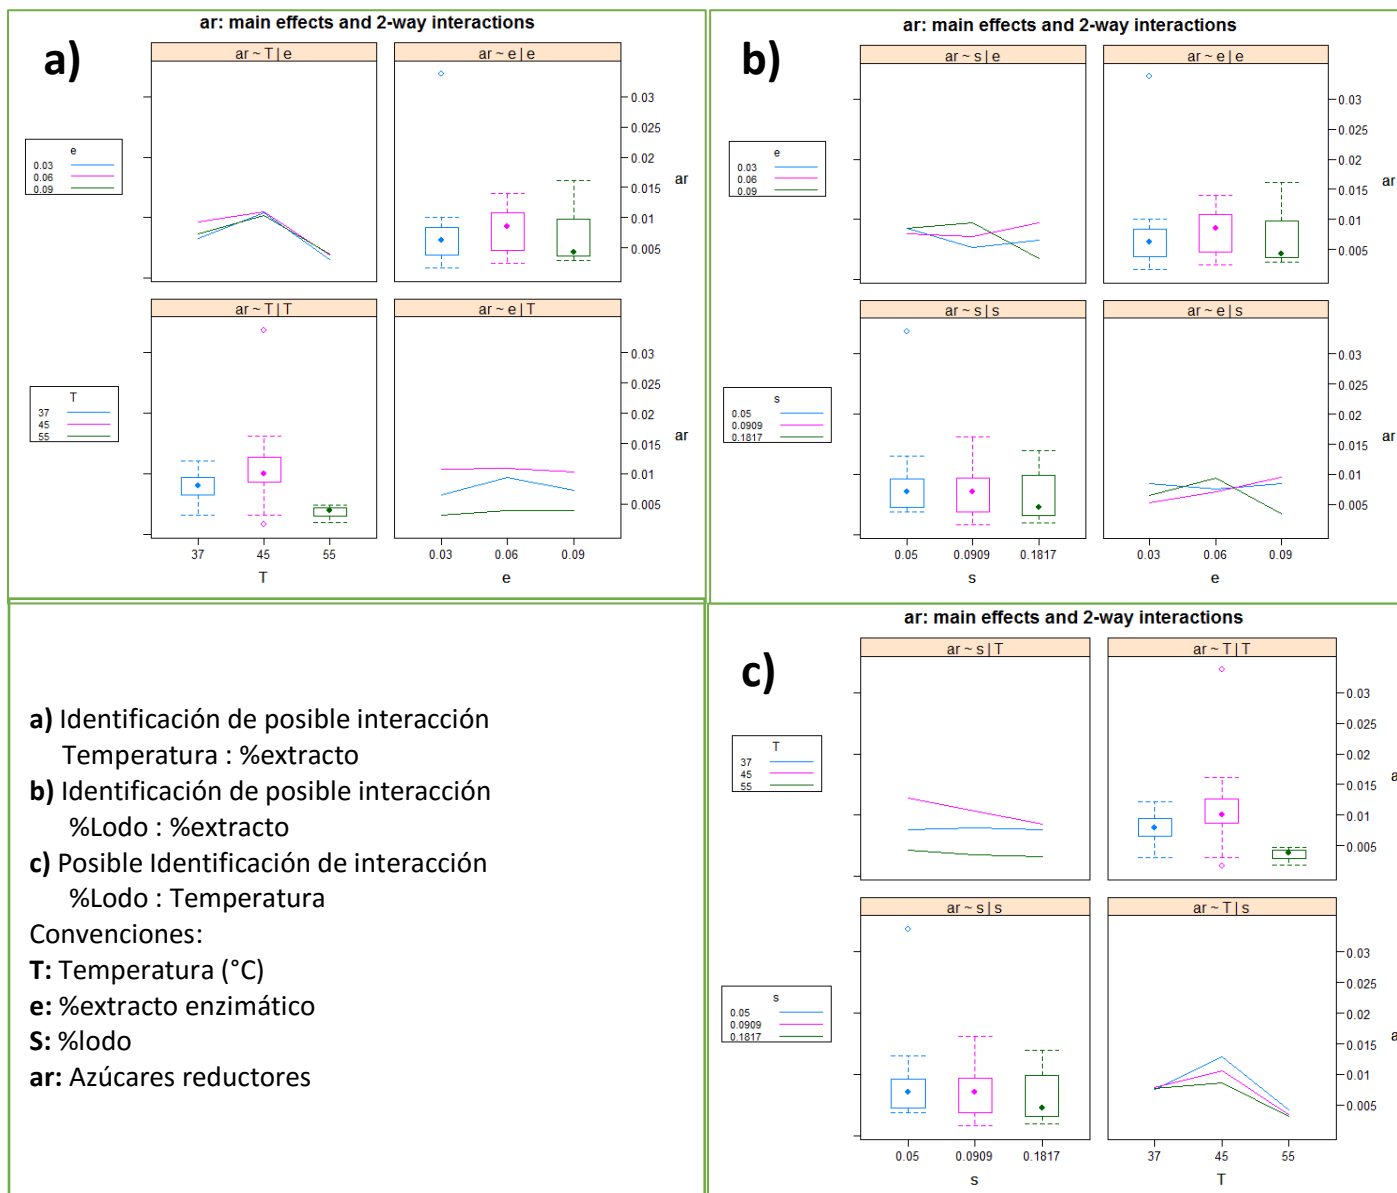 ar: main effects and 2-way interactions
a)
ar ~ T | e
ar ~ e | e
e
0.03
0.06
0.09
0.03
0.025
0.02
0.015
0.01
0.005
ar
ar ~ T | T
ar ~ e | T
T
37
45
55
0.03
0.025
0.02
0.015
0.01
0.005
ar
37 45 55
T
0.03 0.06 0.09
e
ar: main effects and 2-way interactions
b)
ar ~ s | e
ar ~ e | e
e
0.03
0.06
0.09
0.03
0.025
0.02
0.015
0.01
0.005
ar
ar ~ s | s
ar ~ e | s
s
0.05
0.0909
0.1817
0.03
0.025
0.02
0.015
0.01
0.005
ar
0.05 0.0909 0.1817
s
0.03 0.06 0.09
e
a) Identificación de posible interacción
Temperatura : %extracto
b) Identificación de posible interacción
%Lodo : %extracto
c) Posible Identificación de interacción
%Lodo : Temperatura
Convenciones:
T: Temperatura (°C)
e: %extracto enzimático
S: %lodo
ar: Azúcares reductores
ar: main effects and 2-way interactions
c)
ar ~ s | T
ar ~ T | T
T
37
45
55
0.03
0.025
0.02
0.015
0.01
0.005
a
ar ~ s | s
ar ~ T | s
s
0.05
0.0909
0.1817
0.03
0.025
0.02
0.015
0.01
0.005
a
0.05 0.0909 0.1817
s
37 45 55
T